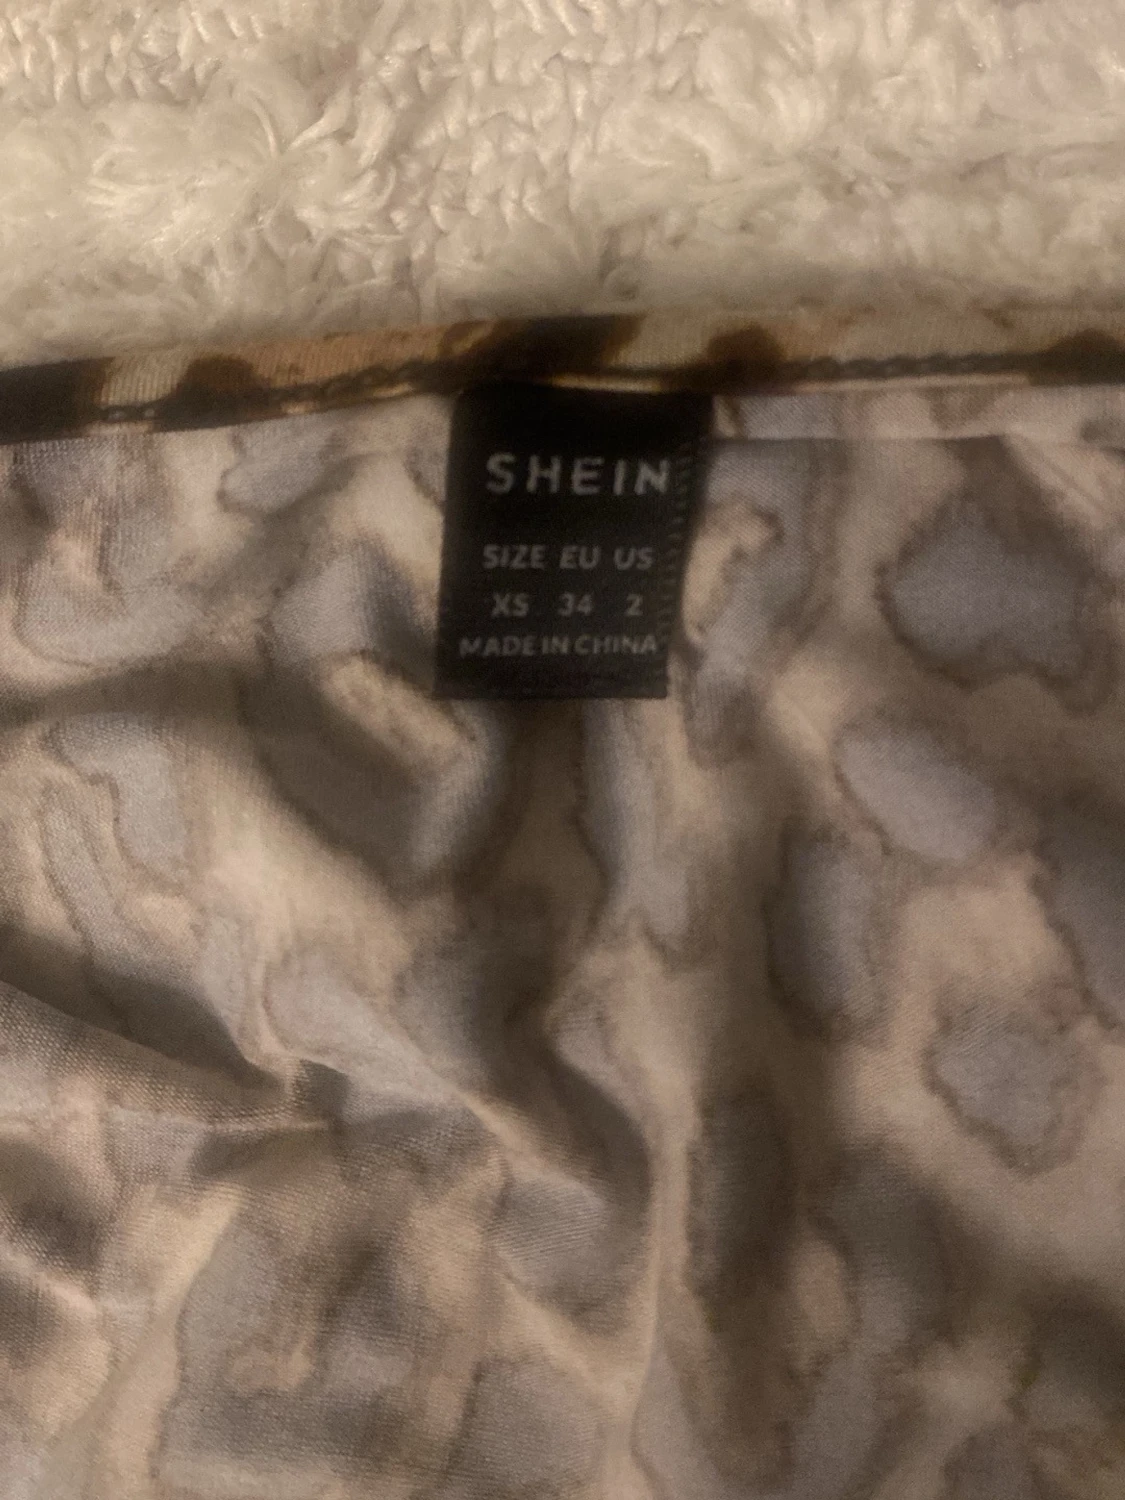 SHEIN
SIZE EU US
XS 34 2
MADE IN CHINA